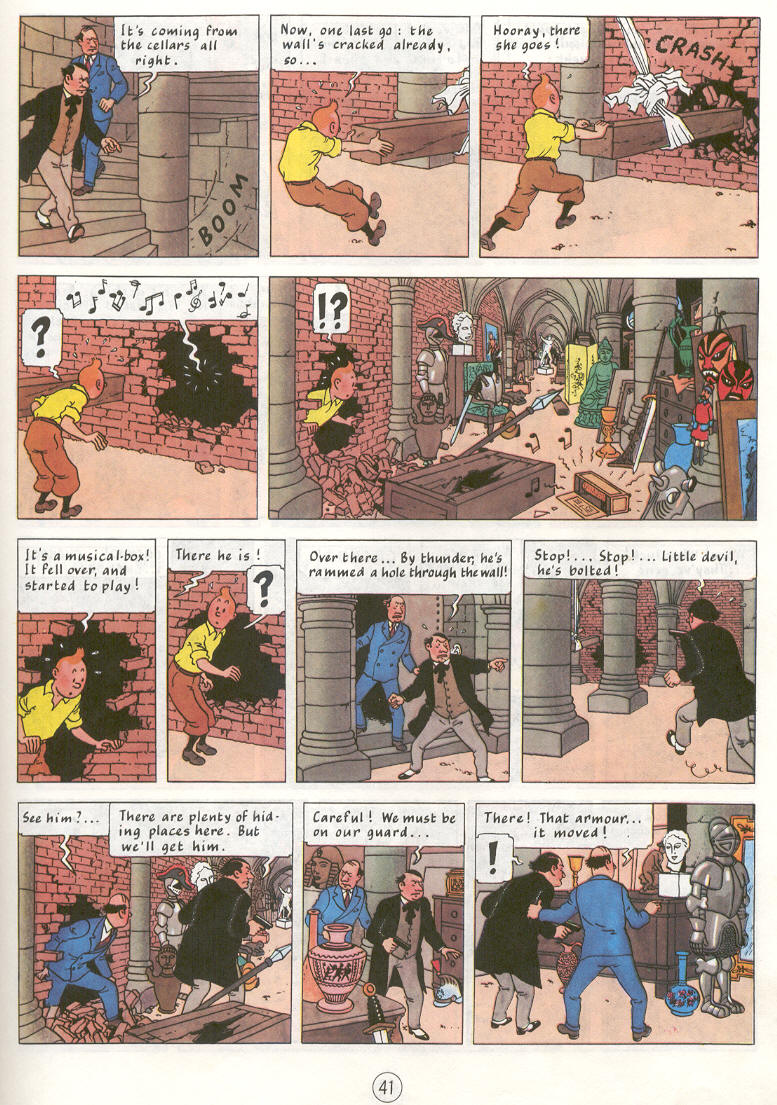 It's coming from
the cellars all
right.
BOOM
Now, one last go: the
wall's cracked already,
so...
Hooray, there
she goes!
CRASH
?
!?
It's a musical-box!
It fell over, and
started to play!
There he is!
?
Over there... By thunder, he's
rammed a hole through the wall!
Stop!... Stop!... Little devil,
he's bolted!
See him?...
There are plenty of hid-
ing places here. But
we'll get him.
Careful! We must be
on our guard...
!
There! That armour...
it moved!
41